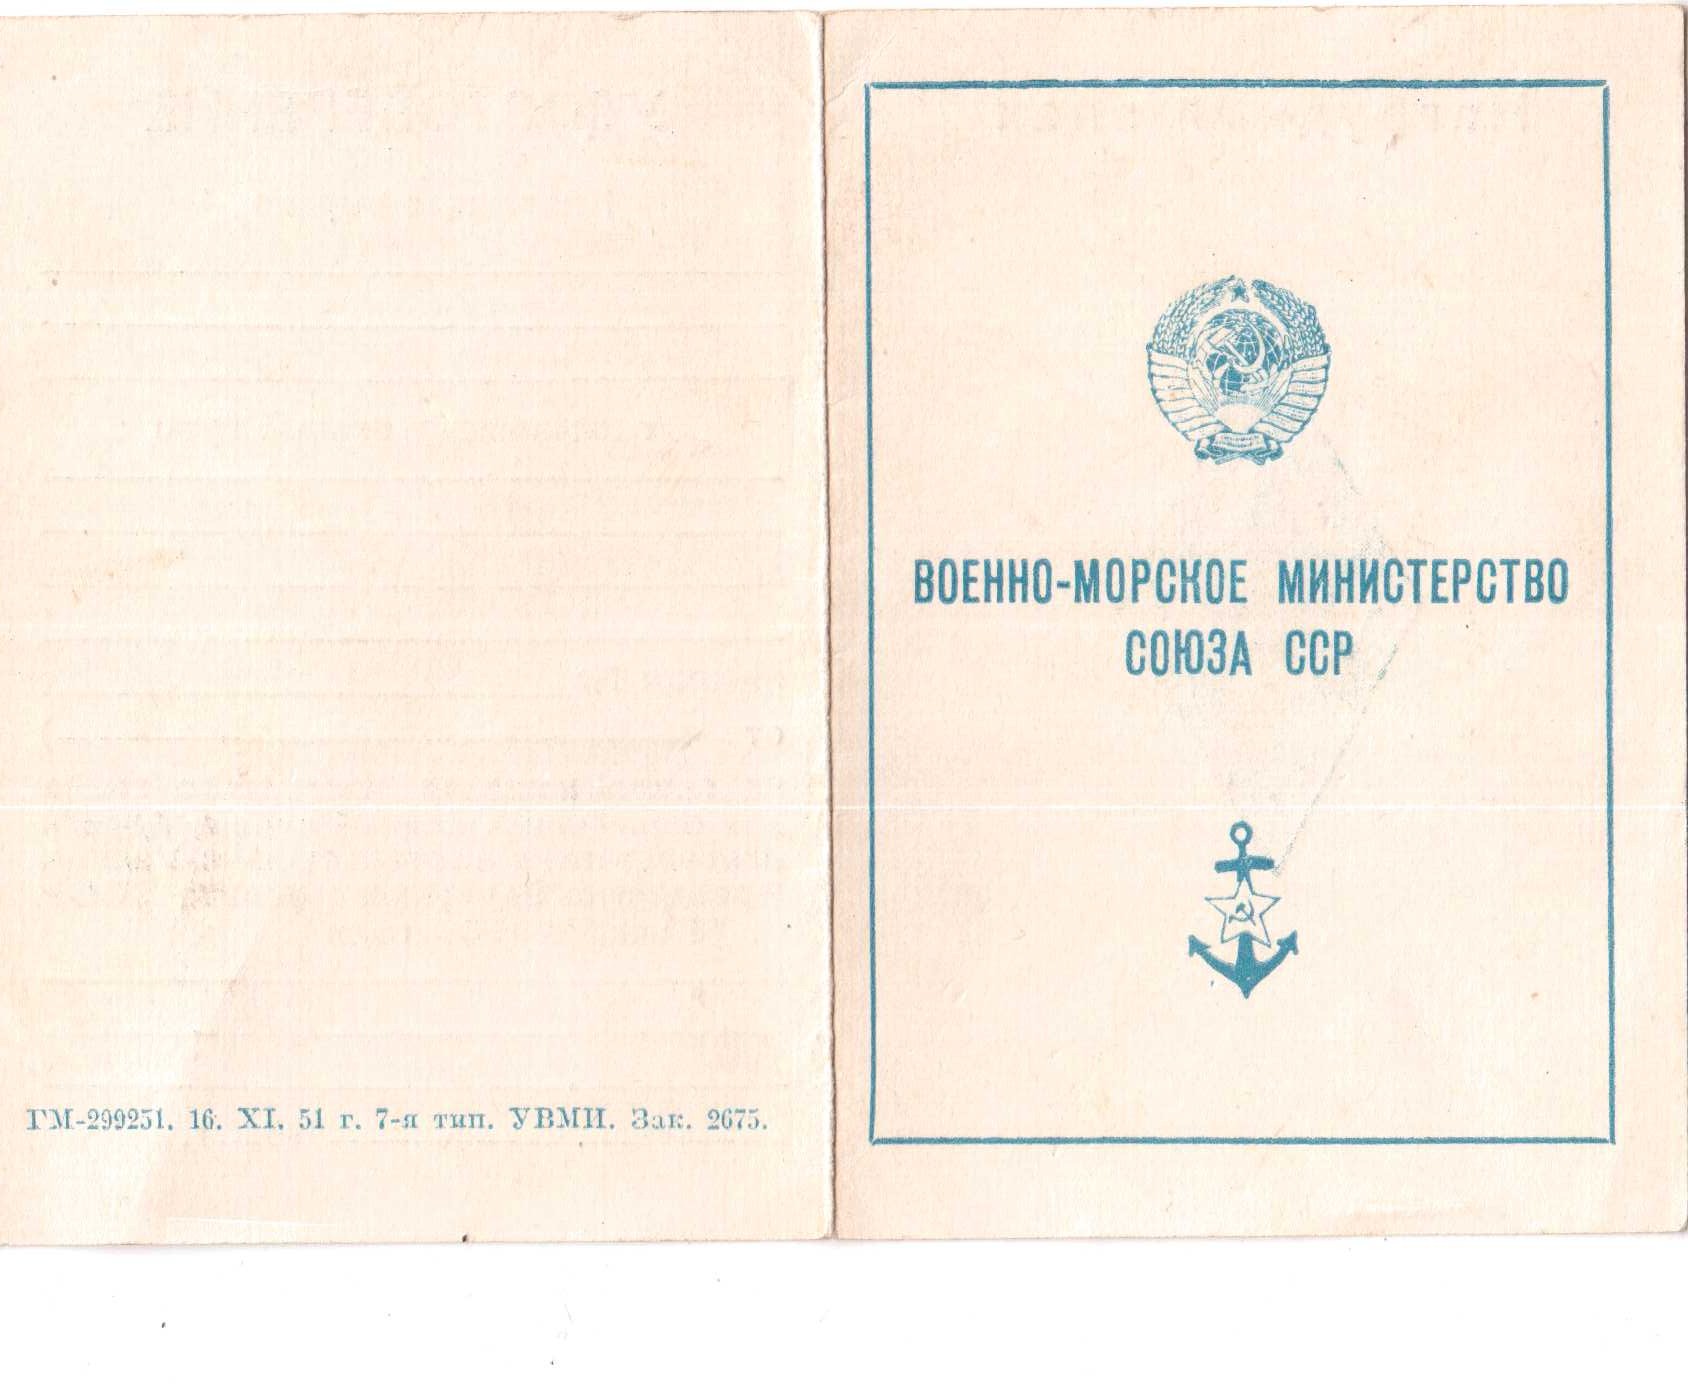 ГМ-299251. 16. XI. 51 г. 7-я тип. УВМИ. Зак. 2675.
ВОЕННО-МОРСКОЕ МИНИСТЕРСТВО
СОЮЗА ССР